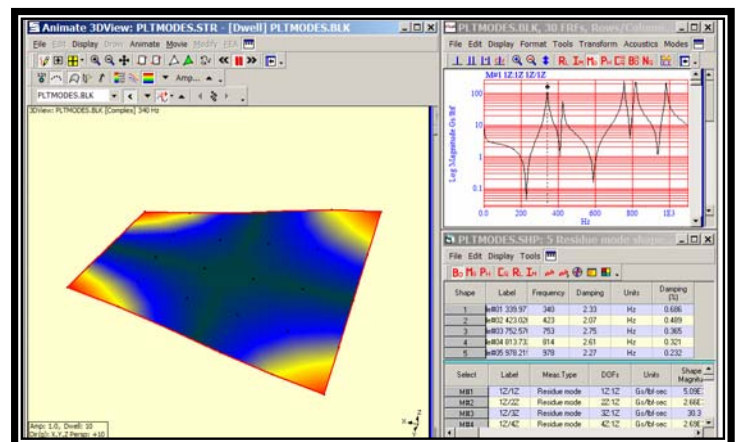 Animate 3DView: PLTMODES.STR - [Dwell] PLTMODES.BLK
File Edit Display Draw Animate Movie Modify FEA
Amp...
PLTMODES.BLK
3DView: PLTMODES.BLK [Complex] 340 Hz
Amp: 1.0, Dwell: 10
Persp: +10
PLTMODES.BLK, 30 FRFs,
File Edit Display Format Tools Transform Acoustics Modes
M#1 1Z:1Z 1Z/1Z
Log Magnitude Gs/lbf
100
10
1
0.1
0.0 200 400 600 800 1E3
Hz
PLTMODES.SHP: 5 Residue mode shape
File Edit Display Tools
Shape Label Frequency Damping Units Damping (%)
1 339.97 340 2.33 Hz 0.686
2 423 2.07 Hz 0.489
3 753 2.75 Hz 0.365
4 814 2.61 Hz 0.321
5 978 2.27 Hz 0.232
Select Label Meas.Type DOFs Units Shape
M#1 1Z/1Z Residue mode 1Z:1Z Gs/lbf-sec
M#2 1Z/2Z Residue mode 2Z:1Z Gs/lbf-sec
M#3 1Z/3Z Residue mode 3Z:1Z Gs/lbf-sec 30.3
M#4 1Z/4Z Residue mode 4Z:1Z Gs/lbf-sec